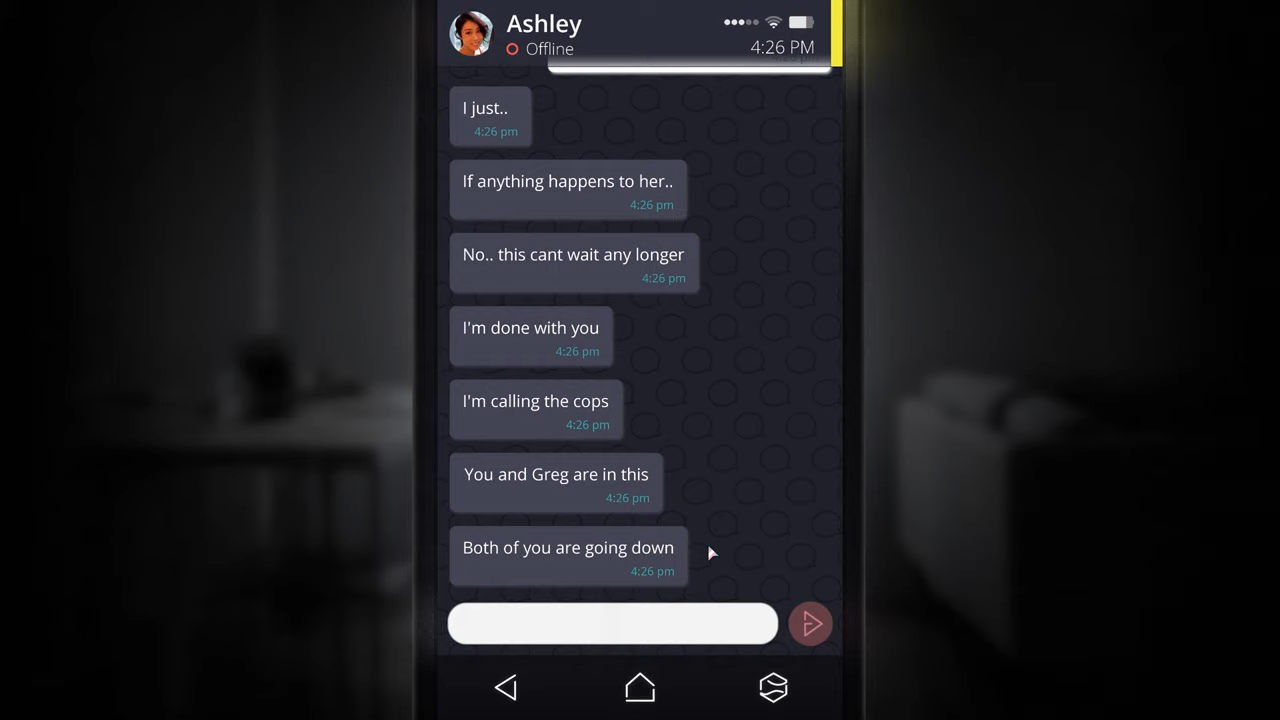 Ashley
Offline
4:26 PM
I just..
4:26 pm
If anything happens to her..
4:26 pm
No.. this cant wait any longer
4:26 pm
I'm done with you
4:26 pm
I'm calling the cops
4:26 pm
You and Greg are in this
4:26 pm
Both of you are going down
4:26 pm